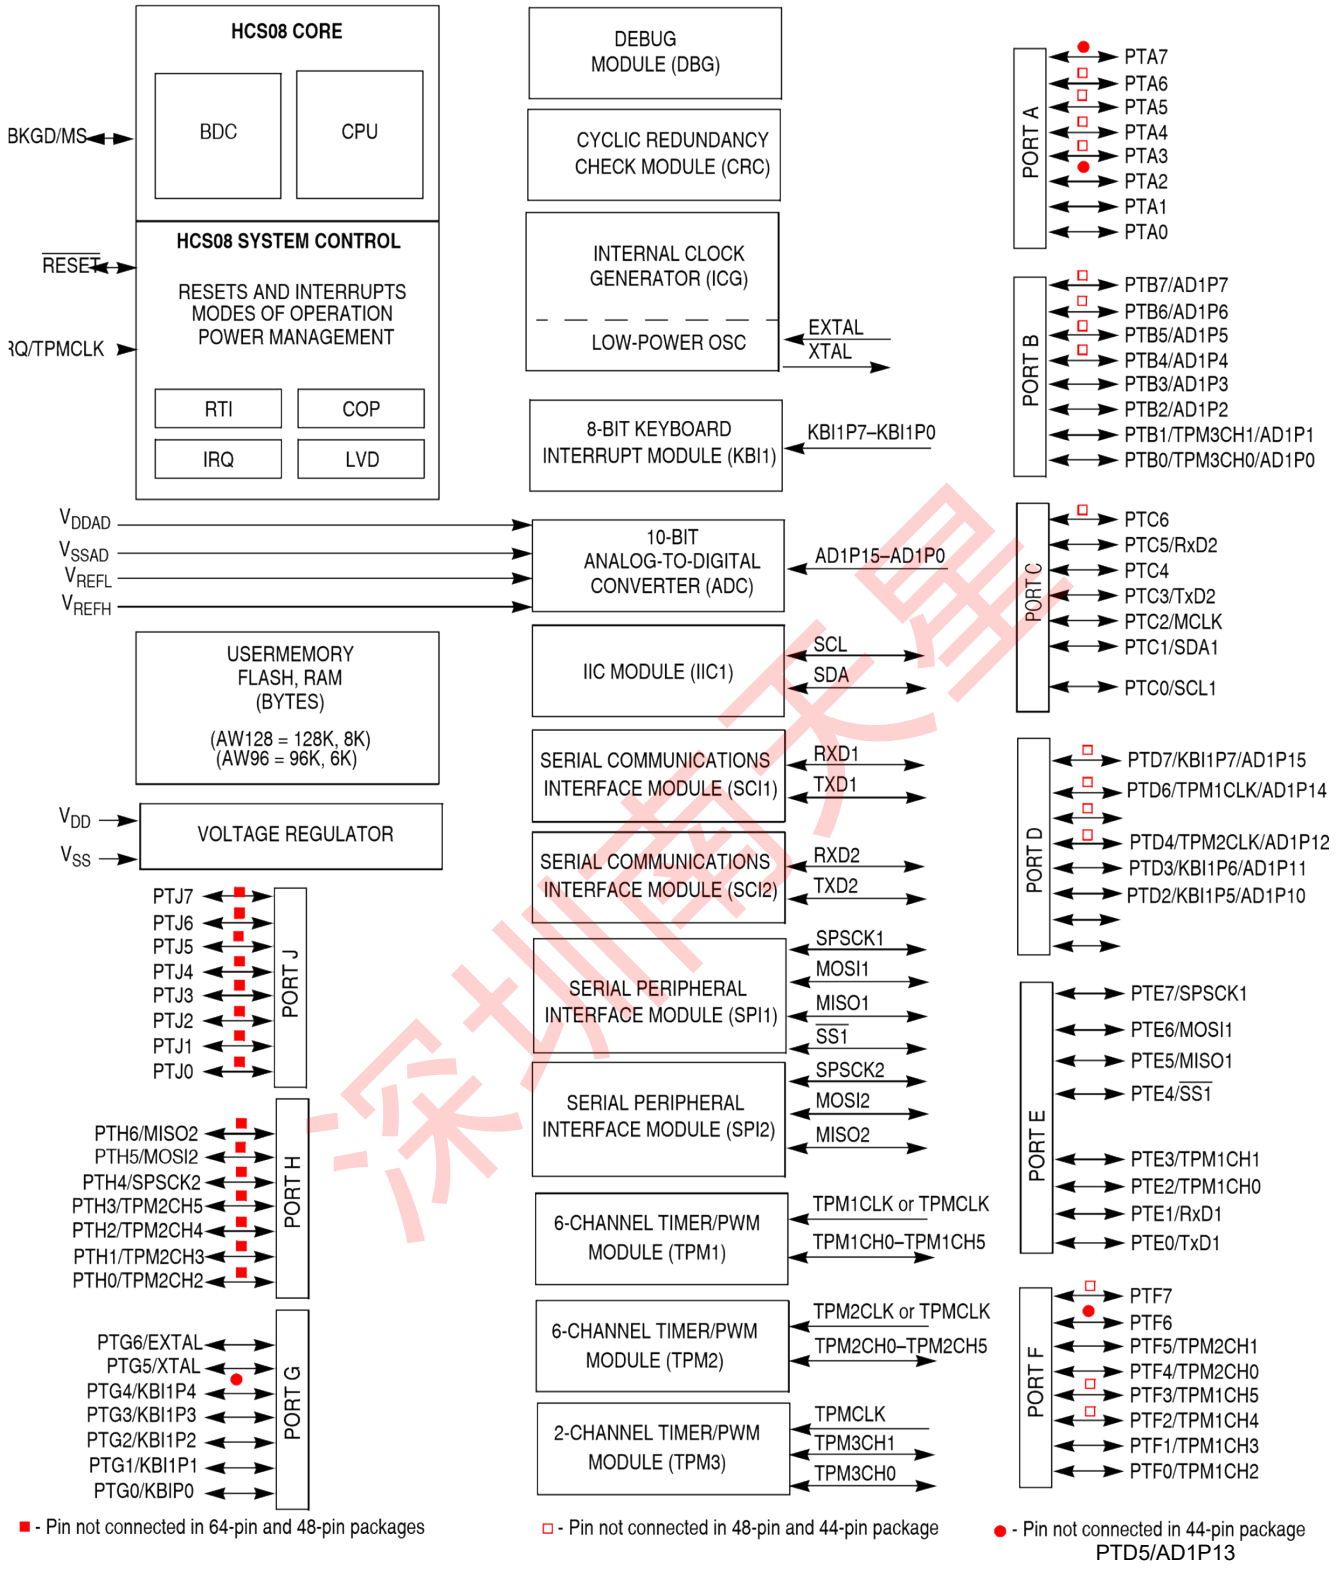 HCS08 CORE
BDC
CPU
BKGD/MS
HCS08 SYSTEM CONTROL
RESET
RESETS AND INTERRUPTS
MODES OF OPERATION
POWER MANAGEMENT
RQ/TPMCLK
RTI
COP
IRQ
LVD
VDDAD
VSSAD
VREFL
VREFH
USERMEMORY
FLASH, RAM
(BYTES)
(AW128 = 128K, 8K)
(AW96 = 96K, 6K)
VDD
VSS
VOLTAGE REGULATOR
PTJ7
PTJ6
PTJ5
PTJ4
PTJ3
PTJ2
PTJ1
PTJ0
PORT J
PTH6/MISO2
PTH5/MOSI2
PTH4/SPSCK2
PTH3/TPM2CH5
PTH2/TPM2CH4
PTH1/TPM2CH3
PTH0/TPM2CH2
PORT H
PTG6/EXTAL
PTG5/XTAL
PTG4/KBI1P4
PTG3/KBI1P3
PTG2/KBI1P2
PTG1/KBI1P1
PTG0/KBIP0
PORT G
DEBUG
MODULE (DBG)
CYCLIC REDUNDANCY
CHECK MODULE (CRC)
INTERNAL CLOCK
GENERATOR (ICG)
LOW-POWER OSC
EXTAL
XTAL
8-BIT KEYBOARD
INTERRUPT MODULE (KBI1)
KBI1P7–KBI1P0
10-BIT
ANALOG-TO-DIGITAL
CONVERTER (ADC)
AD1P15–AD1P0
IIC MODULE (IIC1)
SCL
SDA
SERIAL COMMUNICATIONS
INTERFACE MODULE (SCI1)
RXD1
TXD1
SERIAL COMMUNICATIONS
INTERFACE MODULE (SCI2)
RXD2
TXD2
SERIAL PERIPHERAL
INTERFACE MODULE (SPI1)
SPSCK1
MOSI1
MISO1
SS1
SERIAL PERIPHERAL
INTERFACE MODULE (SPI2)
SPSCK2
MOSI2
MISO2
6-CHANNEL TIMER/PWM
MODULE (TPM1)
TPM1CLK or TPMCLK
TPM1CH0–TPM1CH5
6-CHANNEL TIMER/PWM
MODULE (TPM2)
TPM2CLK or TPMCLK
TPM2CH0–TPM2CH5
2-CHANNEL TIMER/PWM
MODULE (TPM3)
TPMCLK
TPM3CH1
TPM3CH0
PORT A
PTA7
PTA6
PTA5
PTA4
PTA3
PTA2
PTA1
PTA0
PORT B
PTB7/AD1P7
PTB6/AD1P6
PTB5/AD1P5
PTB4/AD1P4
PTB3/AD1P3
PTB2/AD1P2
PTB1/TPM3CH1/AD1P1
PTB0/TPM3CH0/AD1P0
PORT C
PTC6
PTC5/RxD2
PTC4
PTC3/TxD2
PTC2/MCLK
PTC1/SDA1
PTC0/SCL1
PORT D
PTD7/KBI1P7/AD1P15
PTD6/TPM1CLK/AD1P14
PTD4/TPM2CLK/AD1P12
PTD3/KBI1P6/AD1P11
PTD2/KBI1P5/AD1P10
PORT E
PTE7/SPSCK1
PTE6/MOSI1
PTE5/MISO1
PTE4/SS1
PTE3/TPM1CH1
PTE2/TPM1CH0
PTE1/RxD1
PTE0/TxD1
PORT F
PTF7
PTF6
PTF5/TPM2CH1
PTF4/TPM2CH0
PTF3/TPM1CH5
PTF2/TPM1CH4
PTF1/TPM1CH3
PTF0/TPM1CH2
- Pin not connected in 64-pin and 48-pin packages
- Pin not connected in 48-pin and 44-pin package
- Pin not connected in 44-pin package
PTD5/AD1P13
深圳南天星